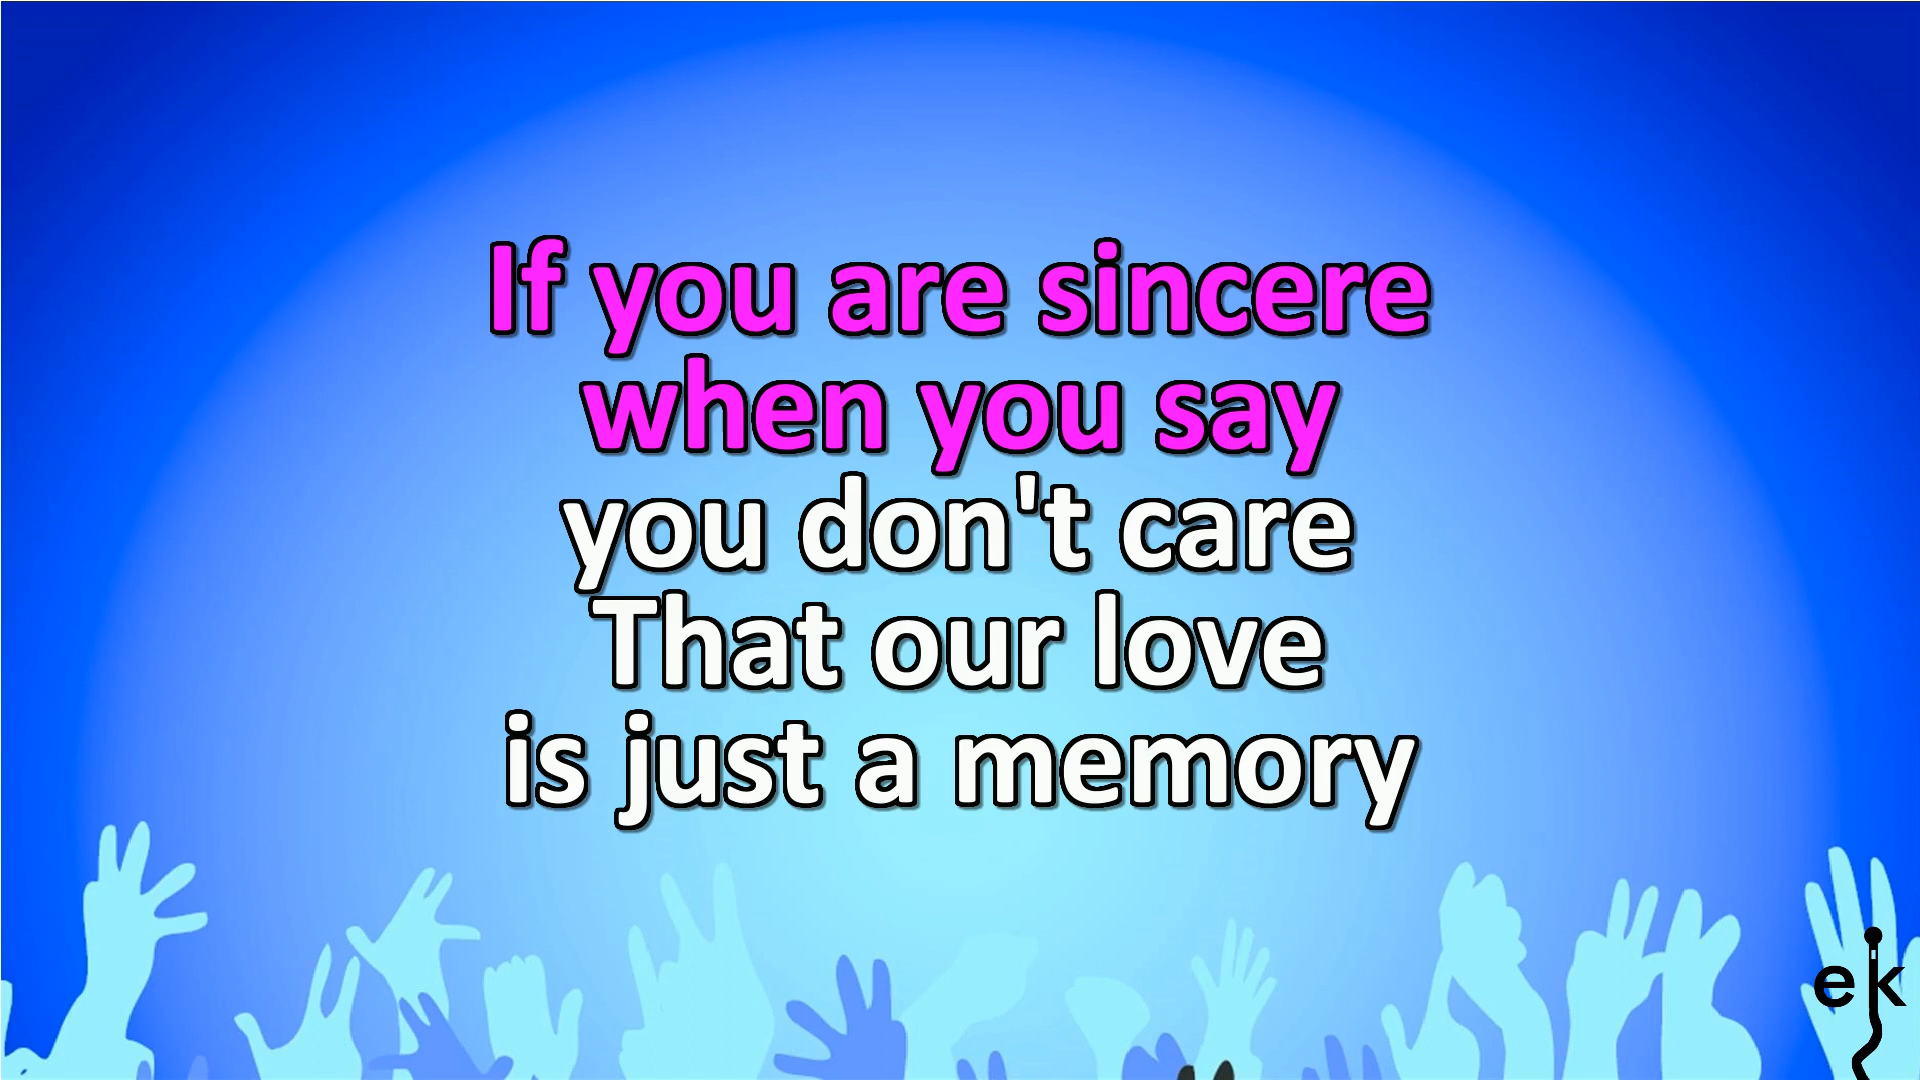 If you are sincere
when you say
you don't care
That our love
is just a memory
ek